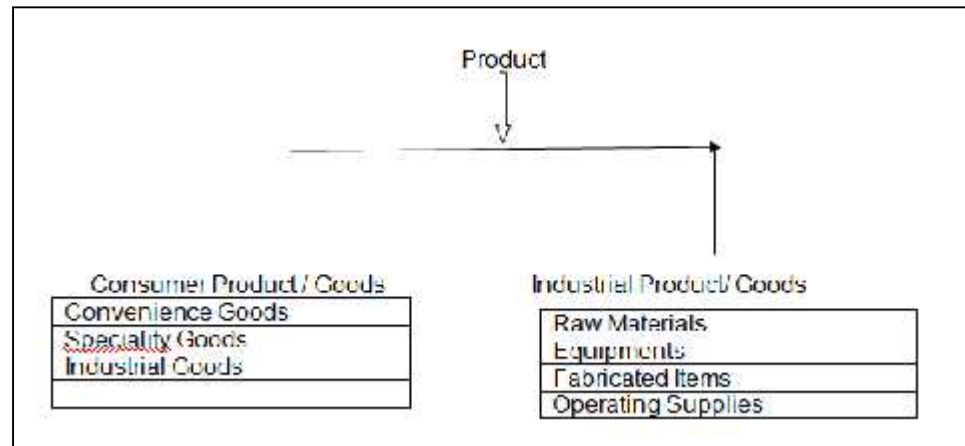 Product
Consumer Product / Goods
Convenience Goods
Speciality Goods
Industrial Goods
Industrial Product/ Goods
Raw Materials
Equipments
Fabricated Items
Operating Supplies